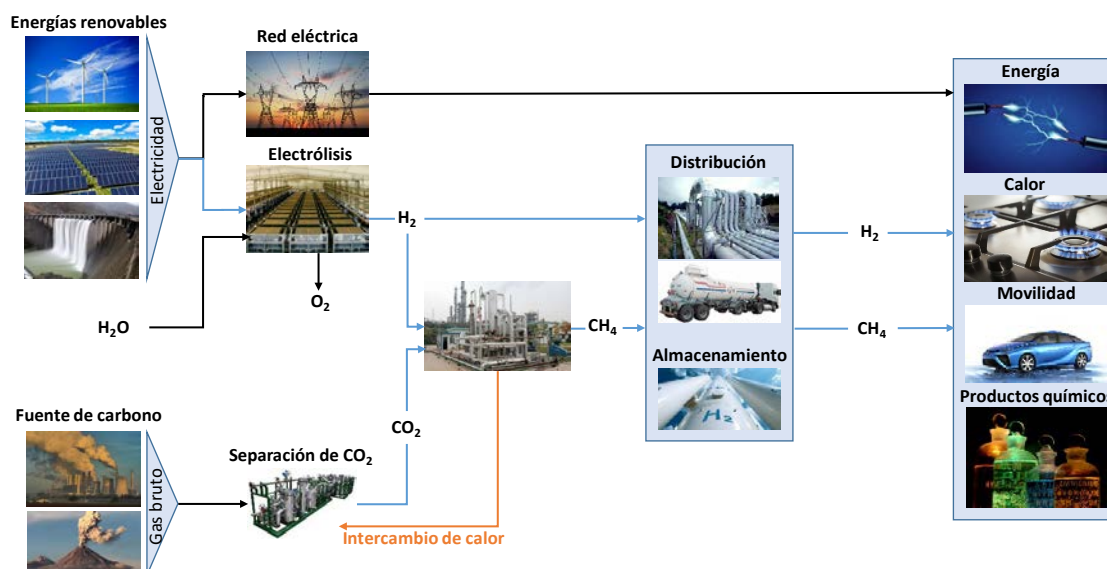 Energías renovables
Electricidad
Red eléctrica
Electrólisis
H2
O2
H2O
CH4
Fuente de carbono
Gas bruto
Separación de CO2
CO2
Intercambio de calor
Distribución
Almacenamiento
H2
H2
CH4
Energía
Calor
Movilidad
Productos químicos